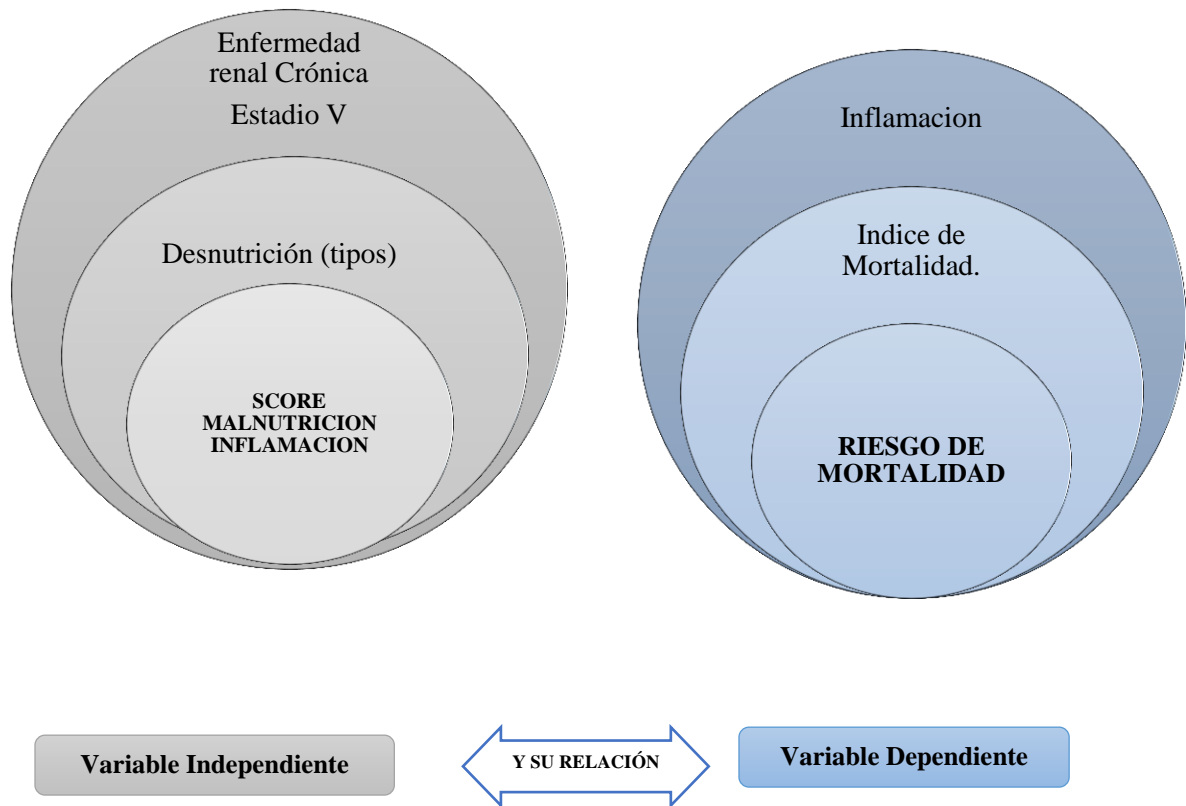 Enfermedad
renal Crónica
Estadio V
Desnutrición (tipos)
SCORE
MALNUTRICION
INFLAMACION
Inflamacion
Indice de
Mortalidad.
RIESGO DE
MORTALIDAD
Variable Independiente
Y SU RELACIÓN
Variable Dependiente